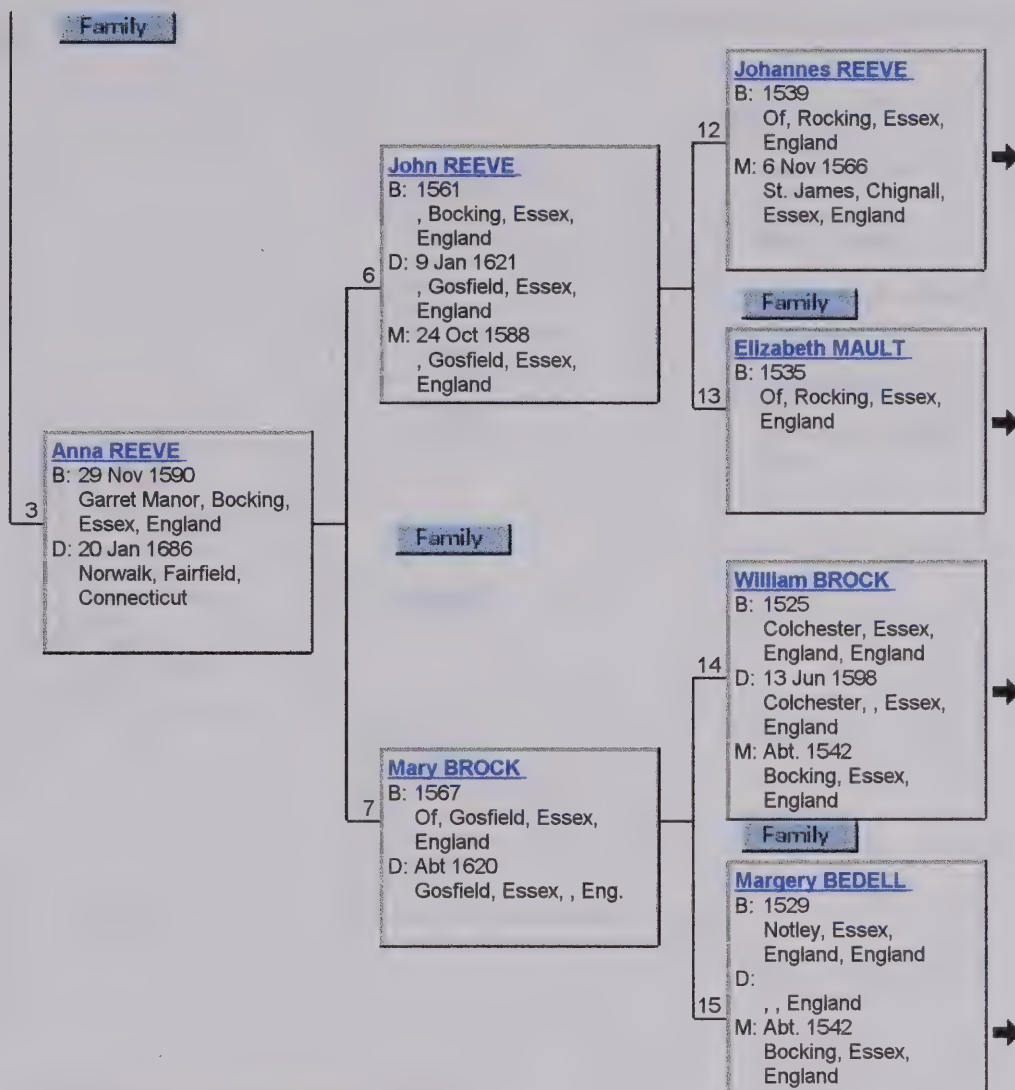 Family
Johannes REEVE
B: 1539
Of, Rocking, Essex,
England
M: 6 Nov 1566
St. James, Chignall,
Essex, England
12
John REEVE
B: 1561
, Bocking, Essex,
England
D: 9 Jan 1621
, Gosfield, Essex,
England
M: 24 Oct 1588
, Gosfield, Essex,
England
6
Family
Elizabeth MAULT
B: 1535
Of, Rocking, Essex,
England
13
Anna REEVE
B: 29 Nov 1590
Garret Manor, Bocking,
Essex, England
D: 20 Jan 1686
Norwalk, Fairfield,
Connecticut
3
Family
William BROCK
B: 1525
Colchester, Essex,
England, England
D: 13 Jun 1598
Colchester, , Essex,
England
M: Abt. 1542
Bocking, Essex,
England
14
Mary BROCK
B: 1567
Of, Gosfield, Essex,
England
D: Abt 1620
Gosfield, Essex, , Eng.
7
Family
Margery BEDELL
B: 1529
Notley, Essex,
England, England
D:
, , England
M: Abt. 1542
Bocking, Essex,
England
15